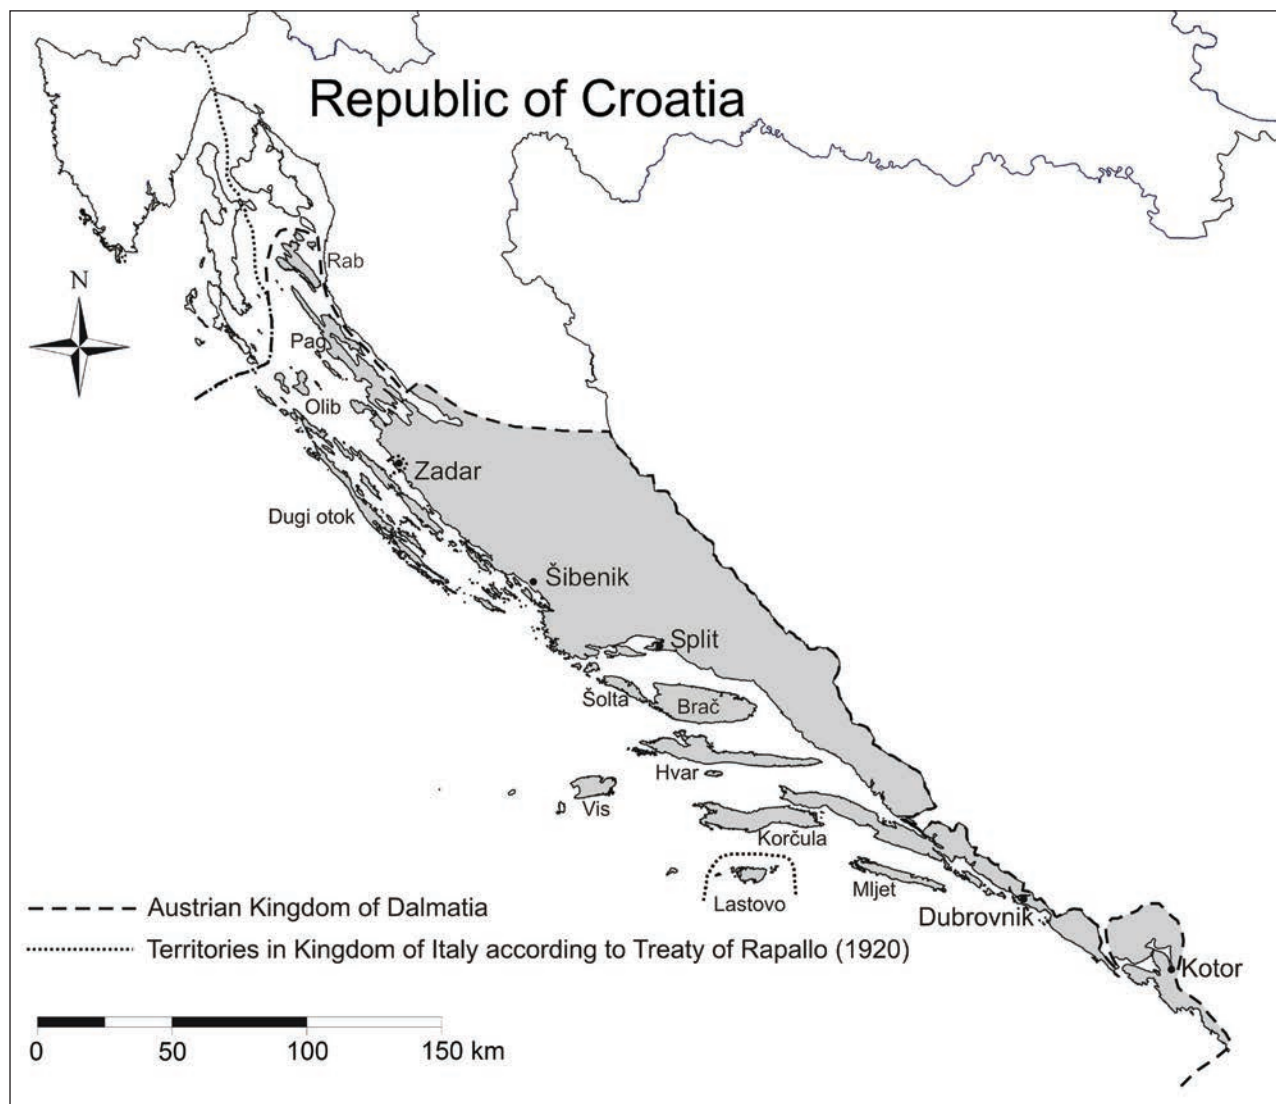 Republic of Croatia
Rab
N
Pag
Olib
Zadar
Dugi otok
Šibenik
Split
Šolta
Brač
Hvar
Vis
Korčula
Mljet
Lastovo
Dubrovnik
Kotor
Austrian Kingdom of Dalmatia
Territories in Kingdom of Italy according to Treaty of Rapallo (1920)
0 50 100 150 km